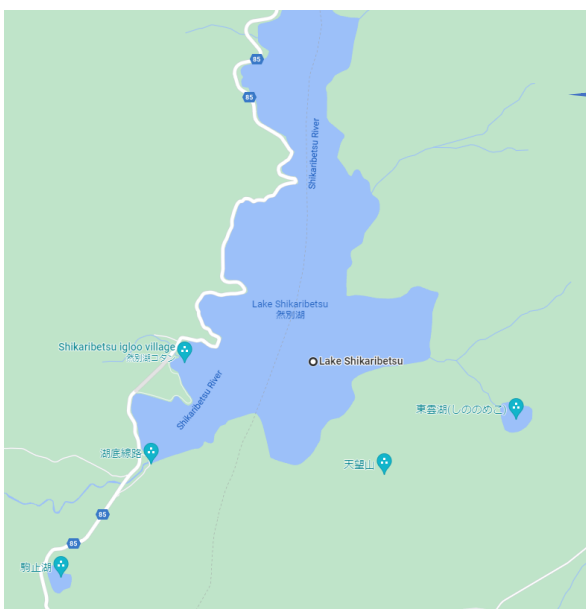 85
85
Shikaribetsu River
Lake Shikaribetsu
然別湖
Shikaribetsu igloo village
然別湖コタン
Lake Shikaribetsu
Shikaribetsu River
東雲湖(しののめこ)
湖底線路
天望山
85
85
駒止湖